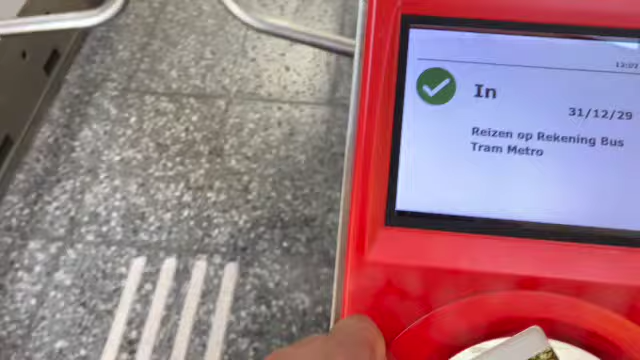 In
31/12/29
Reizen op Rekening Bus
Tram Metro